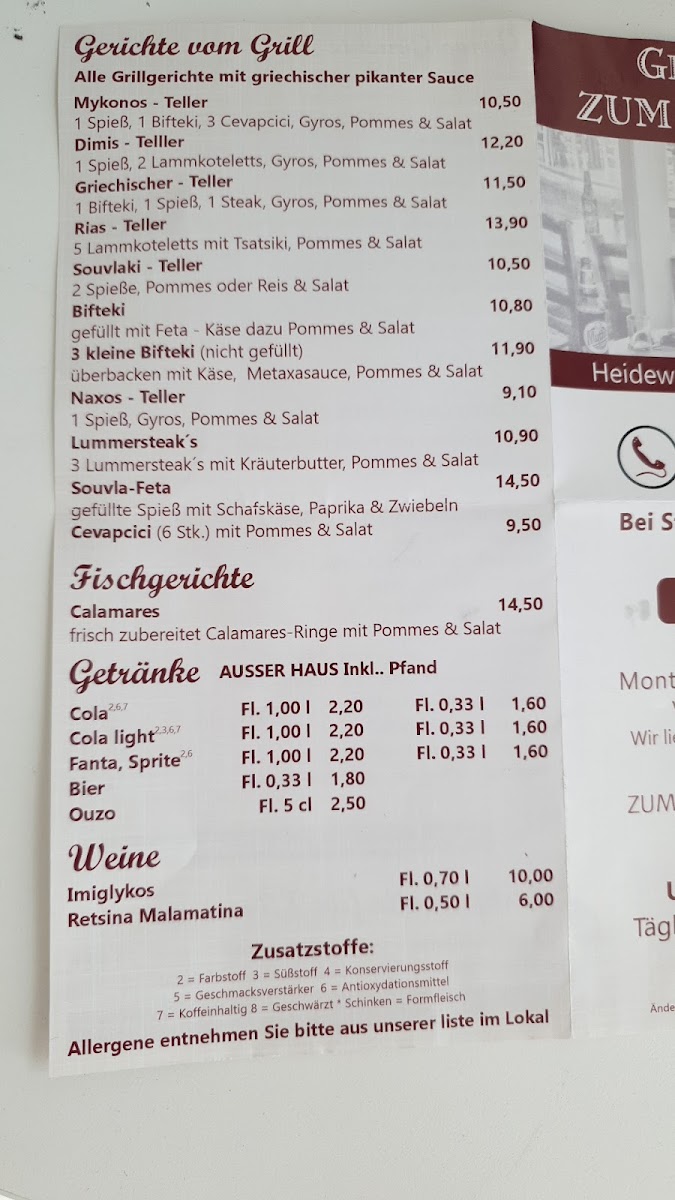 Gerichte vom Grill
Alle Grillgerichte mit griechischer pikanter Sauce
Mykonos - Teller 10,50
1 Spieß, 1 Bifteki, 3 Cevapcici, Gyros, Pommes & Salat
Dimis - Telller 12,20
1 Spieß, 2 Lammkoteletts, Gyros, Pommes & Salat
Griechischer - Teller 11,50
1 Bifteki, 1 Spieß, 1 Steak, Gyros, Pommes & Salat
Rias - Teller 13,90
5 Lammkoteletts mit Tsatsiki, Pommes & Salat
Souvlaki - Teller 10,50
2 Spieße, Pommes oder Reis & Salat
Bifteki 10,80
gefüllt mit Feta - Käse dazu Pommes & Salat
3 kleine Bifteki (nicht gefüllt) 11,90
überbacken mit Käse, Metaxasauce, Pommes & Salat
Naxos - Teller 9,10
1 Spieß, Gyros, Pommes & Salat
Lummersteak´s 10,90
3 Lummersteak´s mit Kräuterbutter, Pommes & Salat
Souvla-Feta 14,50
gefüllte Spieß mit Schafskäse, Paprika & Zwiebeln
Cevapcici (6 Stk.) mit Pommes & Salat 9,50
Fischgerichte
Calamares 14,50
frisch zubereitet Calamares-Ringe mit Pommes & Salat
Getränke AUSSER HAUS Inkl.. Pfand
Cola 2,6,7 Fl. 1,00 l 2,20 Fl. 0,33 l 1,60
Cola light 2,3,6,7 Fl. 1,00 l 2,20 Fl. 0,33 l 1,60
Fanta, Sprite 2,6 Fl. 1,00 l 2,20 Fl. 0,33 l 1,60
Bier Fl. 0,33 l 1,80
Ouzo Fl. 5 cl 2,50
Weine
Imiglykos Fl. 0,70 l 10,00
Retsina Malamatina Fl. 0,50 l 6,00
Zusatzstoffe:
2 = Farbstoff 3 = Süßstoff 4 = Konservierungsstoff
5 = Geschmacksverstärker 6 = Antioxydationsmittel
7 = Koffeinhaltig 8 = Geschwärzt * Schinken = Formfleisch
Allergene entnehmen Sie bitte aus unserer liste im Lokal
ZUM
Heidew
Bei S
Mont
Wir lie
ZUM
Tägl
Ände